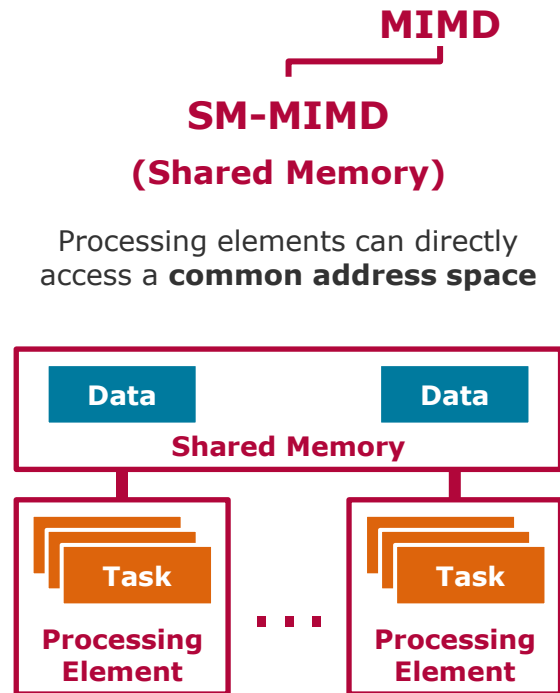 MIMD
SM-MIMD
(Shared Memory)
Processing elements can directly
access a common address space
Data
Data
Shared Memory
Task
Task
Processing
Element
...
Processing
Element